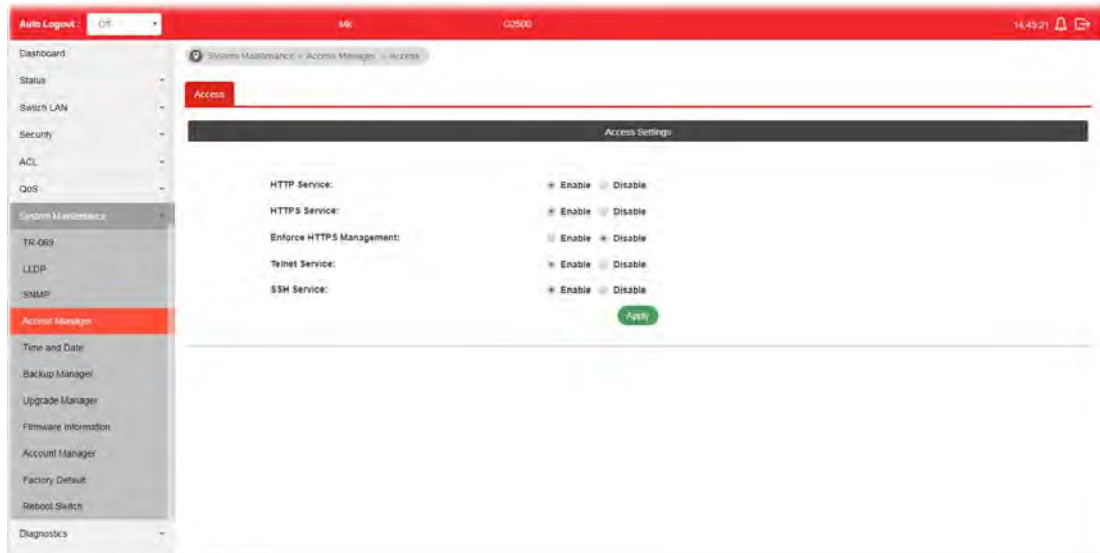 Auto Logout : Off G2500 14:45:21
Dashboard
Status
Switch LAN
Security
ACL
QoS
System Maintenance
TR-069
LLDP
SNMP
Access Manager
Time and Date
Backup Manager
Upgrade Manager
Firmware Information
Account Manager
Factory Default
Reboot Switch
Diagnostics
System Maintenance » Access Manager » Access
Access
Access Settings
HTTP Service: Enable Disable
HTTPS Service: Enable Disable
Enforce HTTPS Management: Enable Disable
Telnet Service: Enable Disable
SSH Service: Enable Disable
Apply